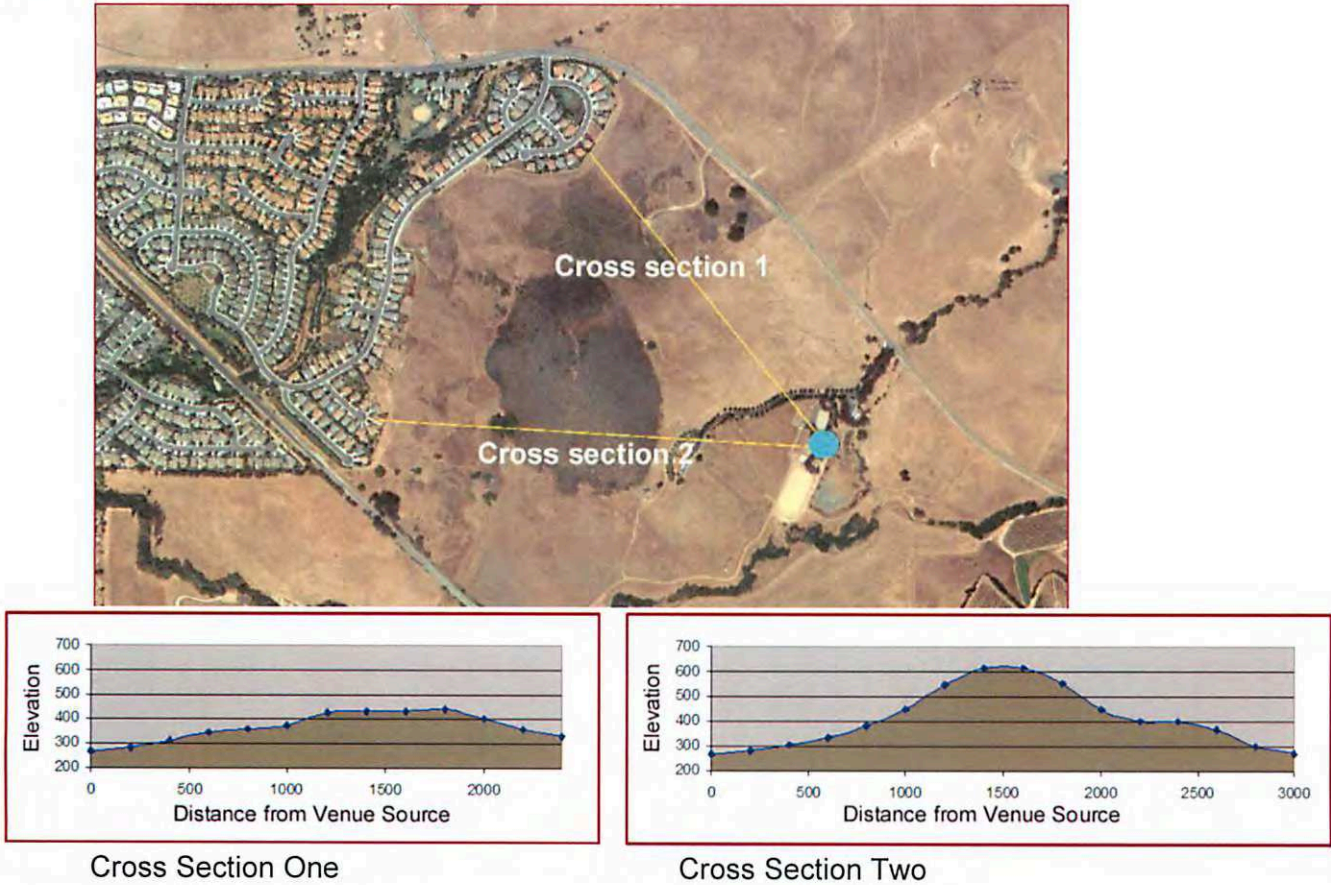 Cross section 1
Cross section 2
700
600
500
400
300
200
Elevation
0 500 1000 1500 2000
Distance from Venue Source
Cross Section One
700
600
500
400
300
200
Elevation
0 500 1000 1500 2000 2500 3000
Distance from Venue Source
Cross Section Two